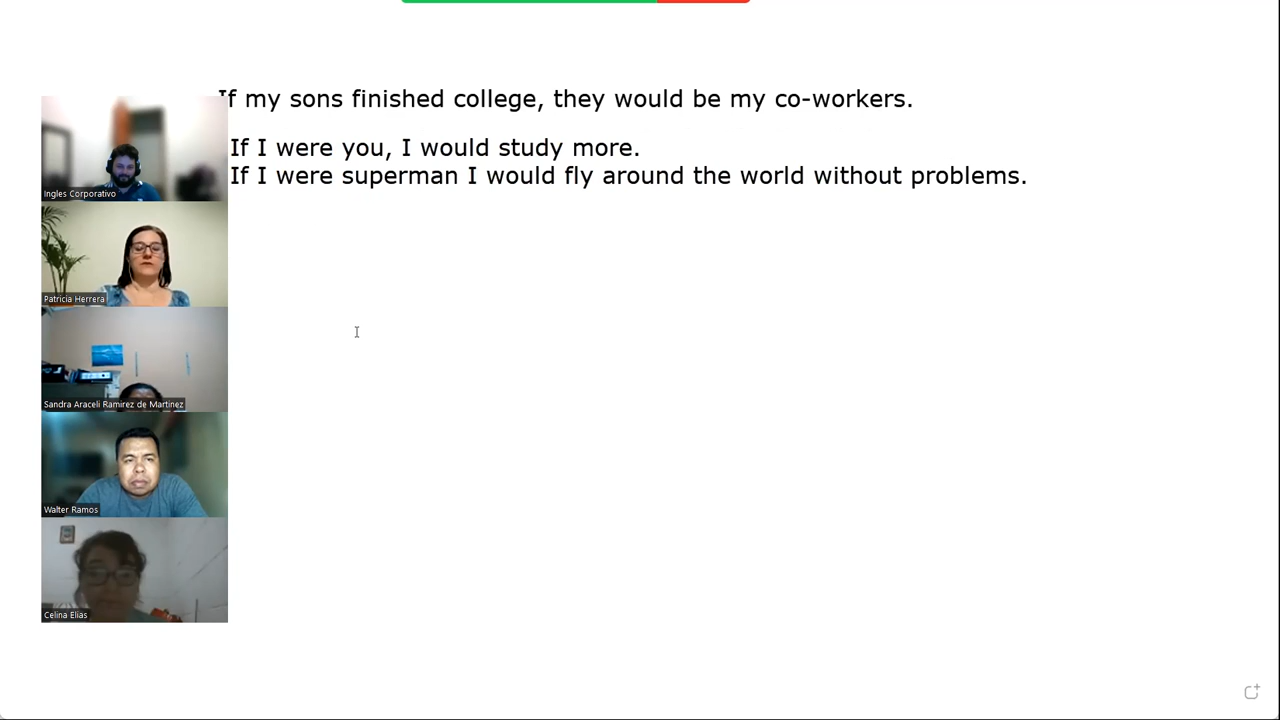 If my sons finished college, they would be my co-workers.
If I were you, I would study more.
If I were superman I would fly around the world without problems.
Ingles Corporativo
Patricia Herrera
Sandra Araceli Ramirez de Martinez
Walter Ramos
Celina Elias